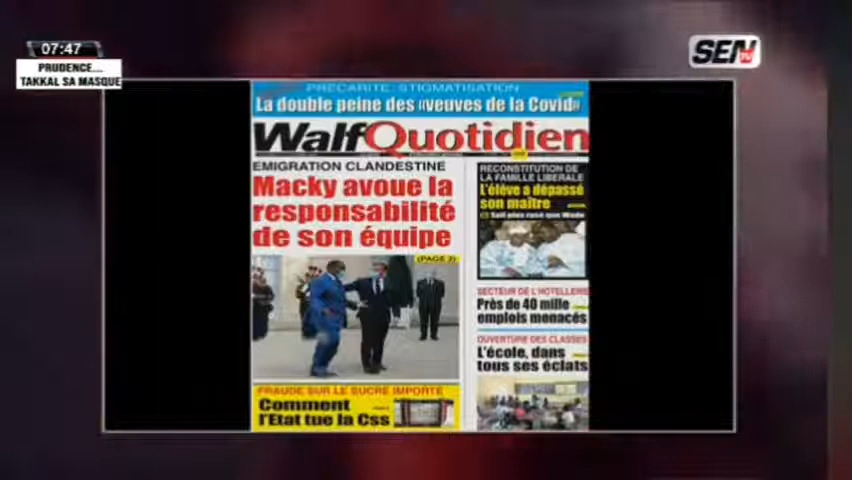 07:47
PRUDENCE....
TAKKAL SA MASQUE
SEN TV
PRÉCARITÉ, STIGMATISATION
La double peine des «veuves de la Covid»
WalfQuotidien
EMIGRATION CLANDESTINE
Macky avoue la
responsabilité
de son équipe
(PAGE 3)
RECONSTITUTION DE
LA FAMILLE LIBERALE
L'élève a dépassé
son maître
Sall plus rusé que Wade
SECTEUR DE L'HOTELLERIE
Près de 40 mille
emplois menacés
OUVERTURE DES CLASSES
L'école, dans
tous ses éclats
FRAUDE SUR LE SUCRE IMPORTÉ
Comment
l'Etat tue la Css